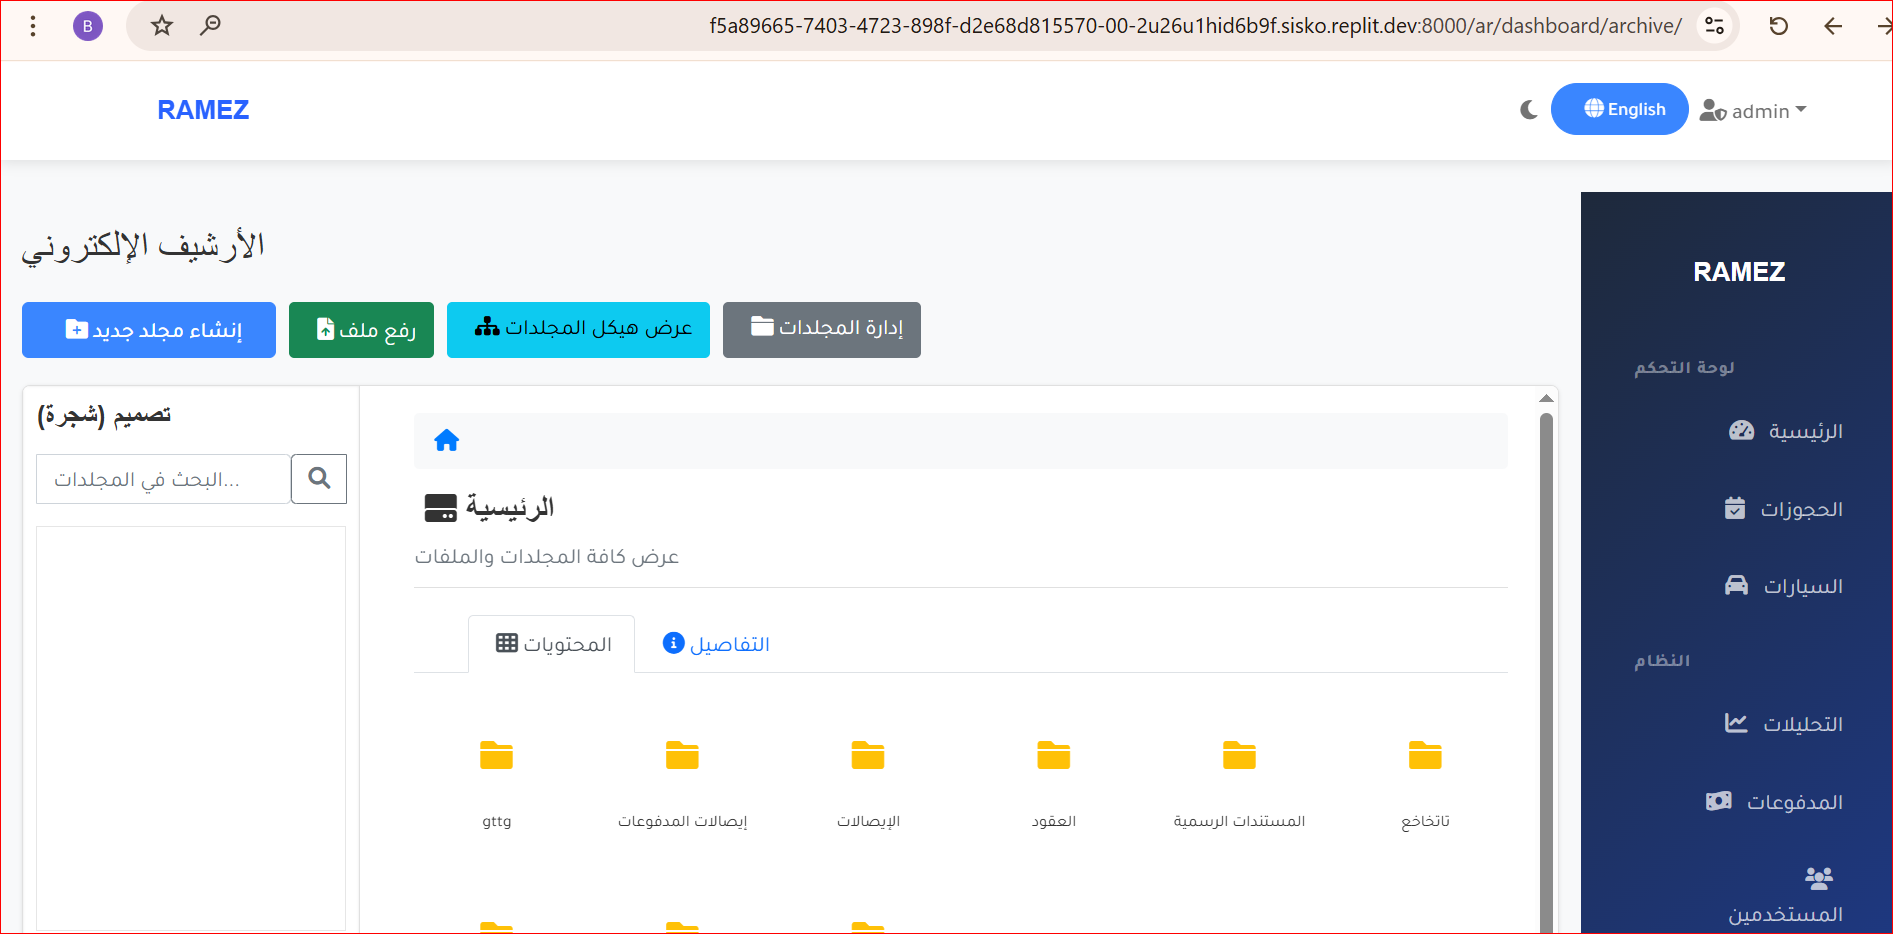 B
f5a89665-7403-4723-898f-d2e68d815570-00-2u26u1hid6b9f.sisko.replit.dev:8000/ar/dashboard/archive/
RAMEZ
English
admin
RAMEZ
لوحة التحكم
الرئيسية
الحجوزات
السيارات
النظام
التحليلات
المدفوعات
المستخدمين
الأرشيف الإلكتروني
إنشاء مجلد جديد
رفع ملف
عرض هيكل المجلدات
إدارة المجلدات
تصميم (شجرة)
البحث في المجلدات...
الرئيسية
عرض كافة المجلدات والملفات
المحتويات
التفاصيل
gttg
إيصالات المدفوعات
الإيصالات
العقود
المستندات الرسمية
تاتخاخع